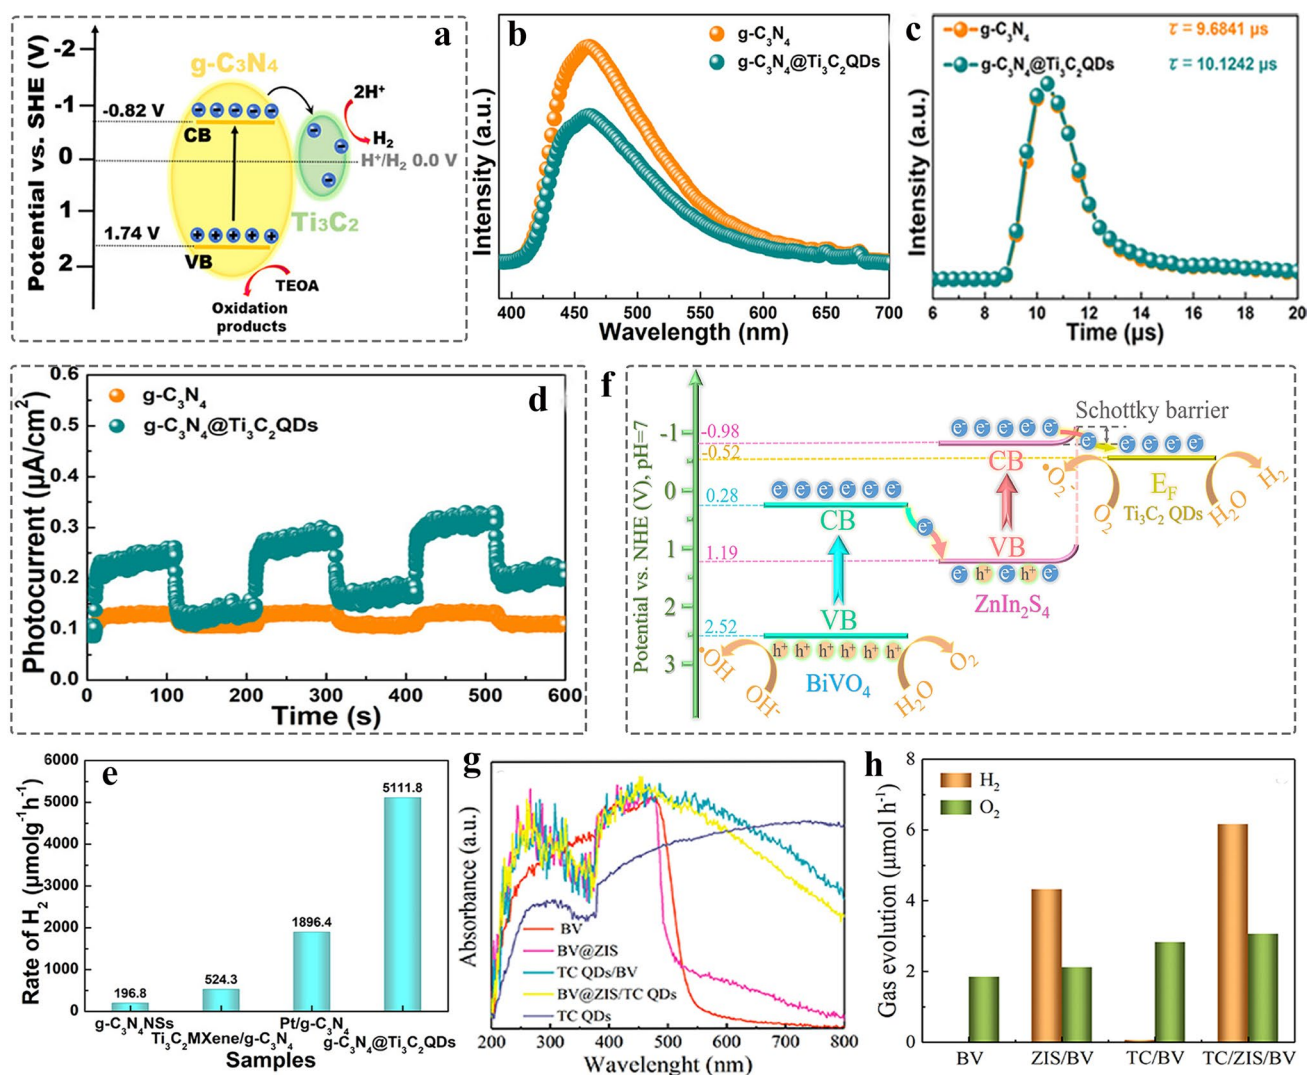 a
Potential vs. SHE (V)
-2
-1
0
1
2
g-C₃N₄
-0.82 V
CB
2H⁺
H₂
H⁺/H₂ 0.0 V
Ti₃C₂
1.74 V
VB
TEOA
Oxidation
products
b
g-C₃N₄
g-C₃N₄@Ti₃C₂QDs
Intensity (a.u.)
400 450 500 550 600 650 700
Wavelength (nm)
c
g-C₃N₄ τ = 9.6841 µs
g-C₃N₄@Ti₃C₂QDs τ = 10.1242 µs
Intensity (a.u.)
6 8 10 12 14 16 18 20
Time (µs)
d
g-C₃N₄
g-C₃N₄@Ti₃C₂QDs
Photocurrent (µA/cm²)
0.6
0.5
0.4
0.3
0.2
0.1
0.0
0 100 200 300 400 500 600
Time (s)
f
Potential vs. NHE (V), pH=7
-1
0
1
2
3
-0.98
-0.52
0.28
1.19
2.52
Schottky barrier
e⁻ e⁻ e⁻ e⁻ e⁻
e⁻ e⁻ e⁻ e⁻ e⁻
CB
•O₂⁻
O₂
E_F
Ti₃C₂ QDs
H₂O
H₂
e⁻ e⁻ e⁻ e⁻ e⁻ e⁻
CB
e⁻
VB
e⁻ h⁺ e⁻ h⁺ e⁻
ZnIn₂S₄
VB
h⁺ h⁺ h⁺ h⁺ h⁺ h⁺
•OH
OH⁻
BiVO₄
H₂O
O₂
e
Rate of H₂ (µmolg⁻¹h⁻¹)
6000
5000
4000
3000
2000
1000
0
196.8
524.3
1896.4
5111.8
g-C₃N₄NSs
Ti₃C₂MXene/g-C₃N₄
Pt/g-C₃N₄
g-C₃N₄@Ti₃C₂QDs
Samples
g
Absorbance (a.u.)
BV
BV@ZIS
TC QDs/BV
BV@ZIS/TC QDs
TC QDs
200 300 400 500 600 700 800
Wavelenght (nm)
h
H₂
O₂
Gas evolution (µmol h⁻¹)
8
6
4
2
0
BV ZIS/BV TC/BV TC/ZIS/BV